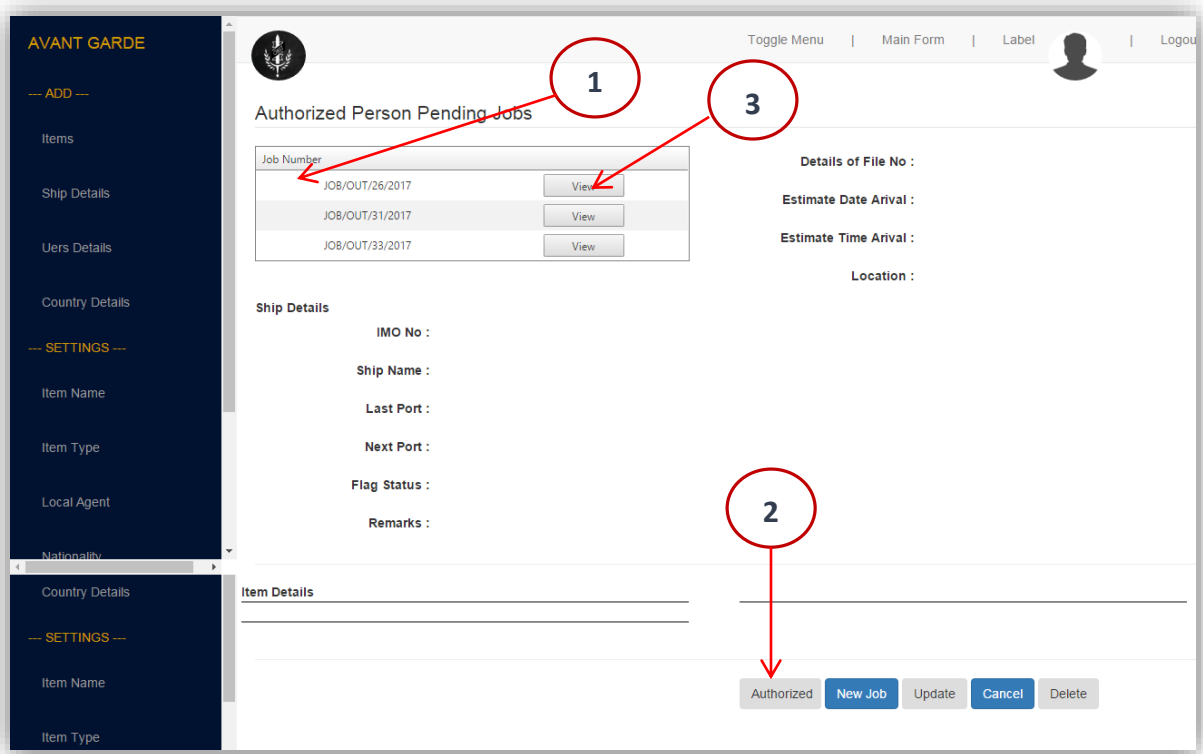 AVANT GARDE
--- ADD ---
Items
Ship Details
Uers Details
Country Details
--- SETTINGS ---
Item Name
Item Type
Local Agent
Nationality
Country Details
--- SETTINGS ---
Item Name
Item Type
Toggle Menu | Main Form | Label | Logou
1
3
Authorized Person Pending Jobs
Job Number
JOB/OUT/26/2017 View
JOB/OUT/31/2017 View
JOB/OUT/33/2017 View
Details of File No :
Estimate Date Arival :
Estimate Time Arival :
Location :
Ship Details
IMO No :
Ship Name :
Last Port :
Next Port :
Flag Status :
Remarks :
2
Item Details
Authorized New Job Update Cancel Delete